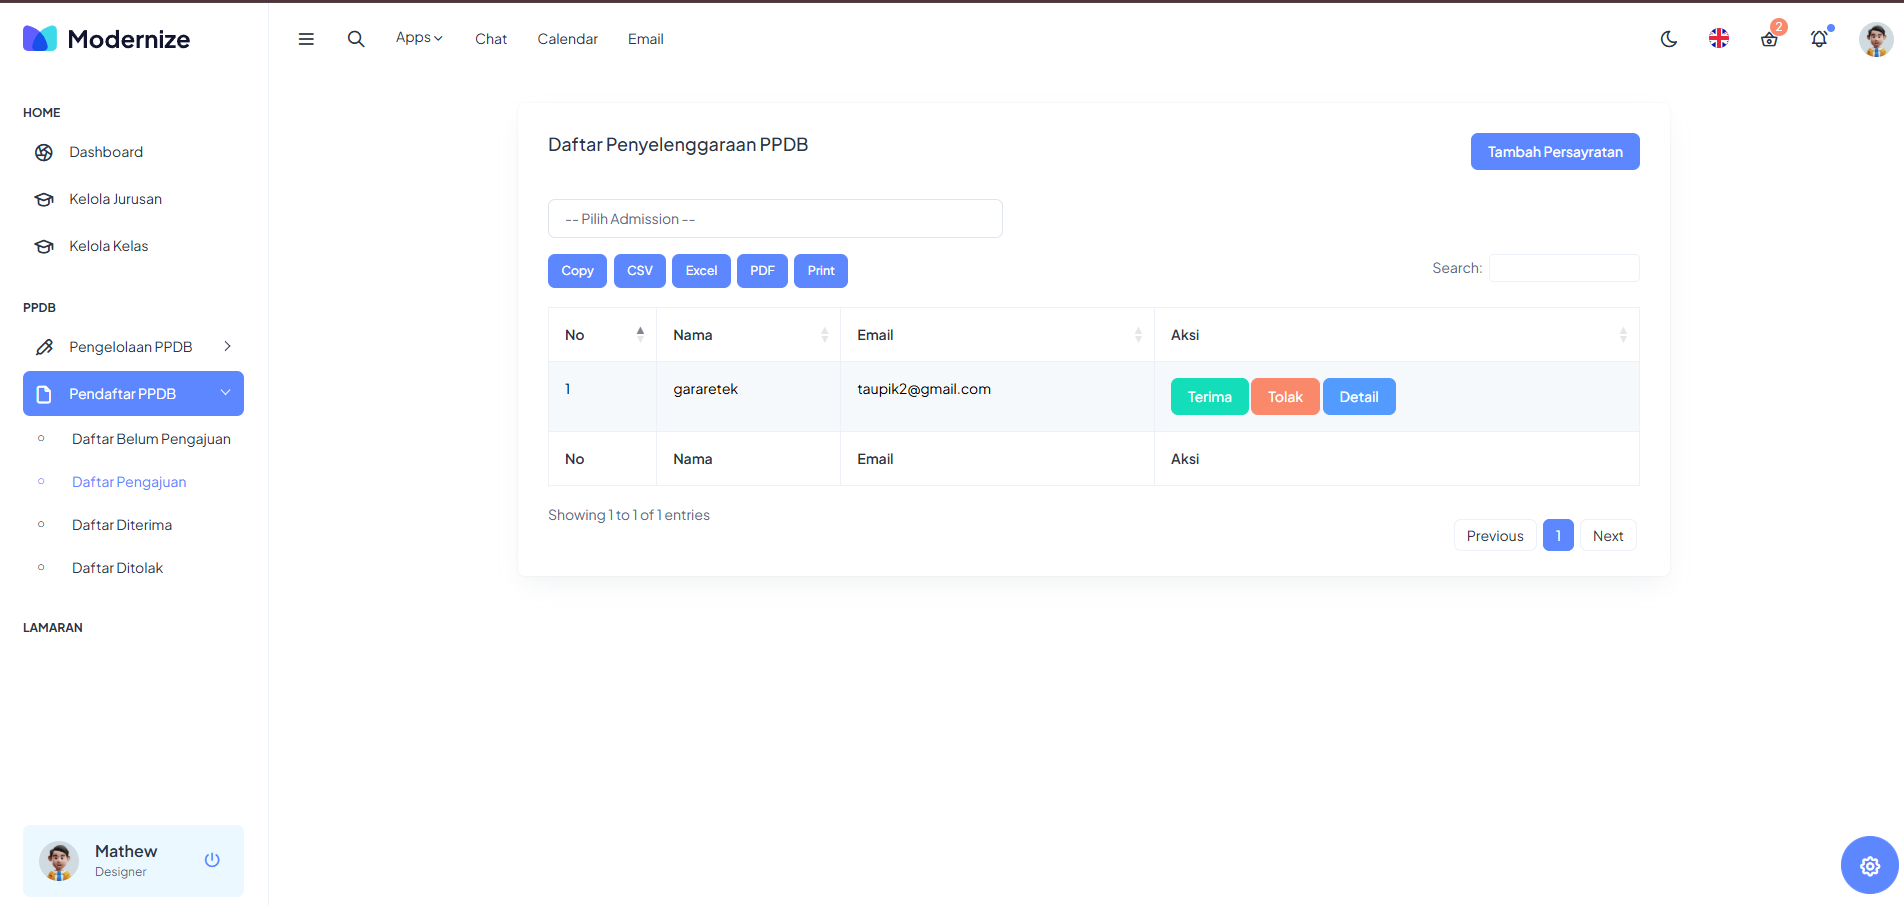 Modernize
Apps
Chat
Calendar
Email
2
HOME
Dashboard
Kelola Jurusan
Kelola Kelas
PPDB
Pengelolaan PPDB
Pendaftar PPDB
Daftar Belum Pengajuan
Daftar Pengajuan
Daftar Diterima
Daftar Ditolak
LAMARAN
Mathew
Designer
Daftar Penyelenggaraan PPDB
Tambah Persayratan
-- Pilih Admission --
Copy CSV Excel PDF Print
Search:
No Nama Email Aksi
1 gararetek taupik2@gmail.com Terima Tolak Detail
No Nama Email Aksi
Showing 1 to 1 of 1 entries
Previous 1 Next